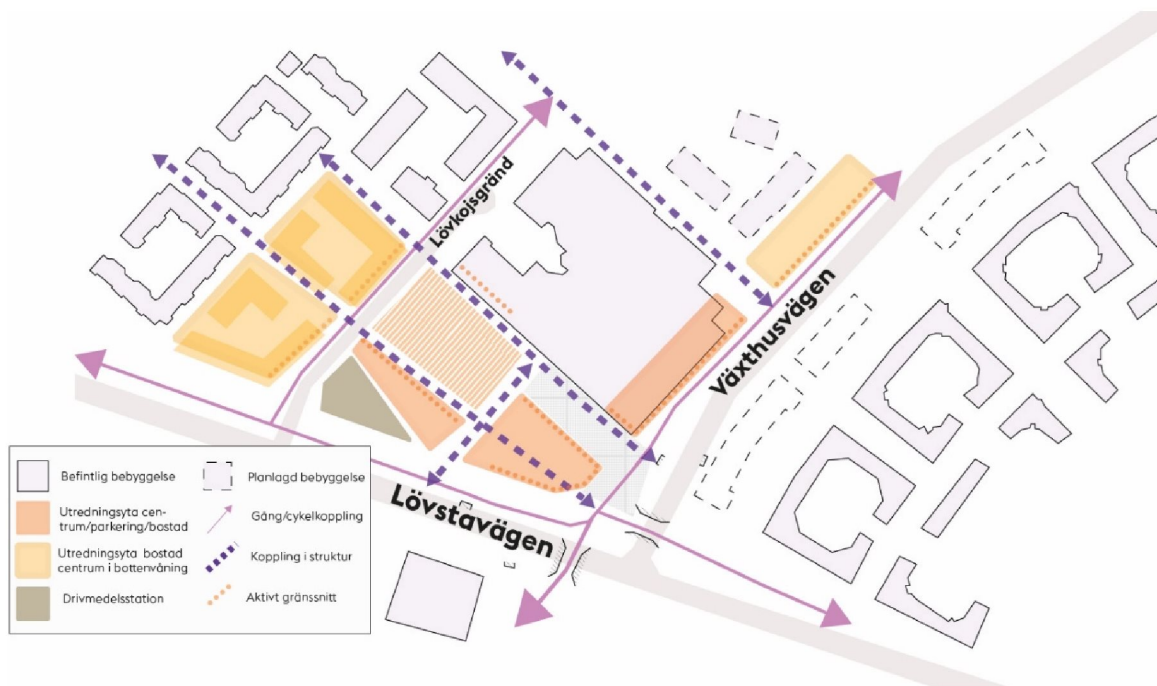 Lövkojsgränd
Växthusvägen
Lövstavägen
Befintlig bebyggelse
Planlagd bebyggelse
Utredningsyta cen-
trum/parkering/bostad
Gång/cykelkoppling
Utredningsyta bostad
centrum i bottenvåning
Koppling i struktur
Drivmedelsstation
Aktivt gränssnitt